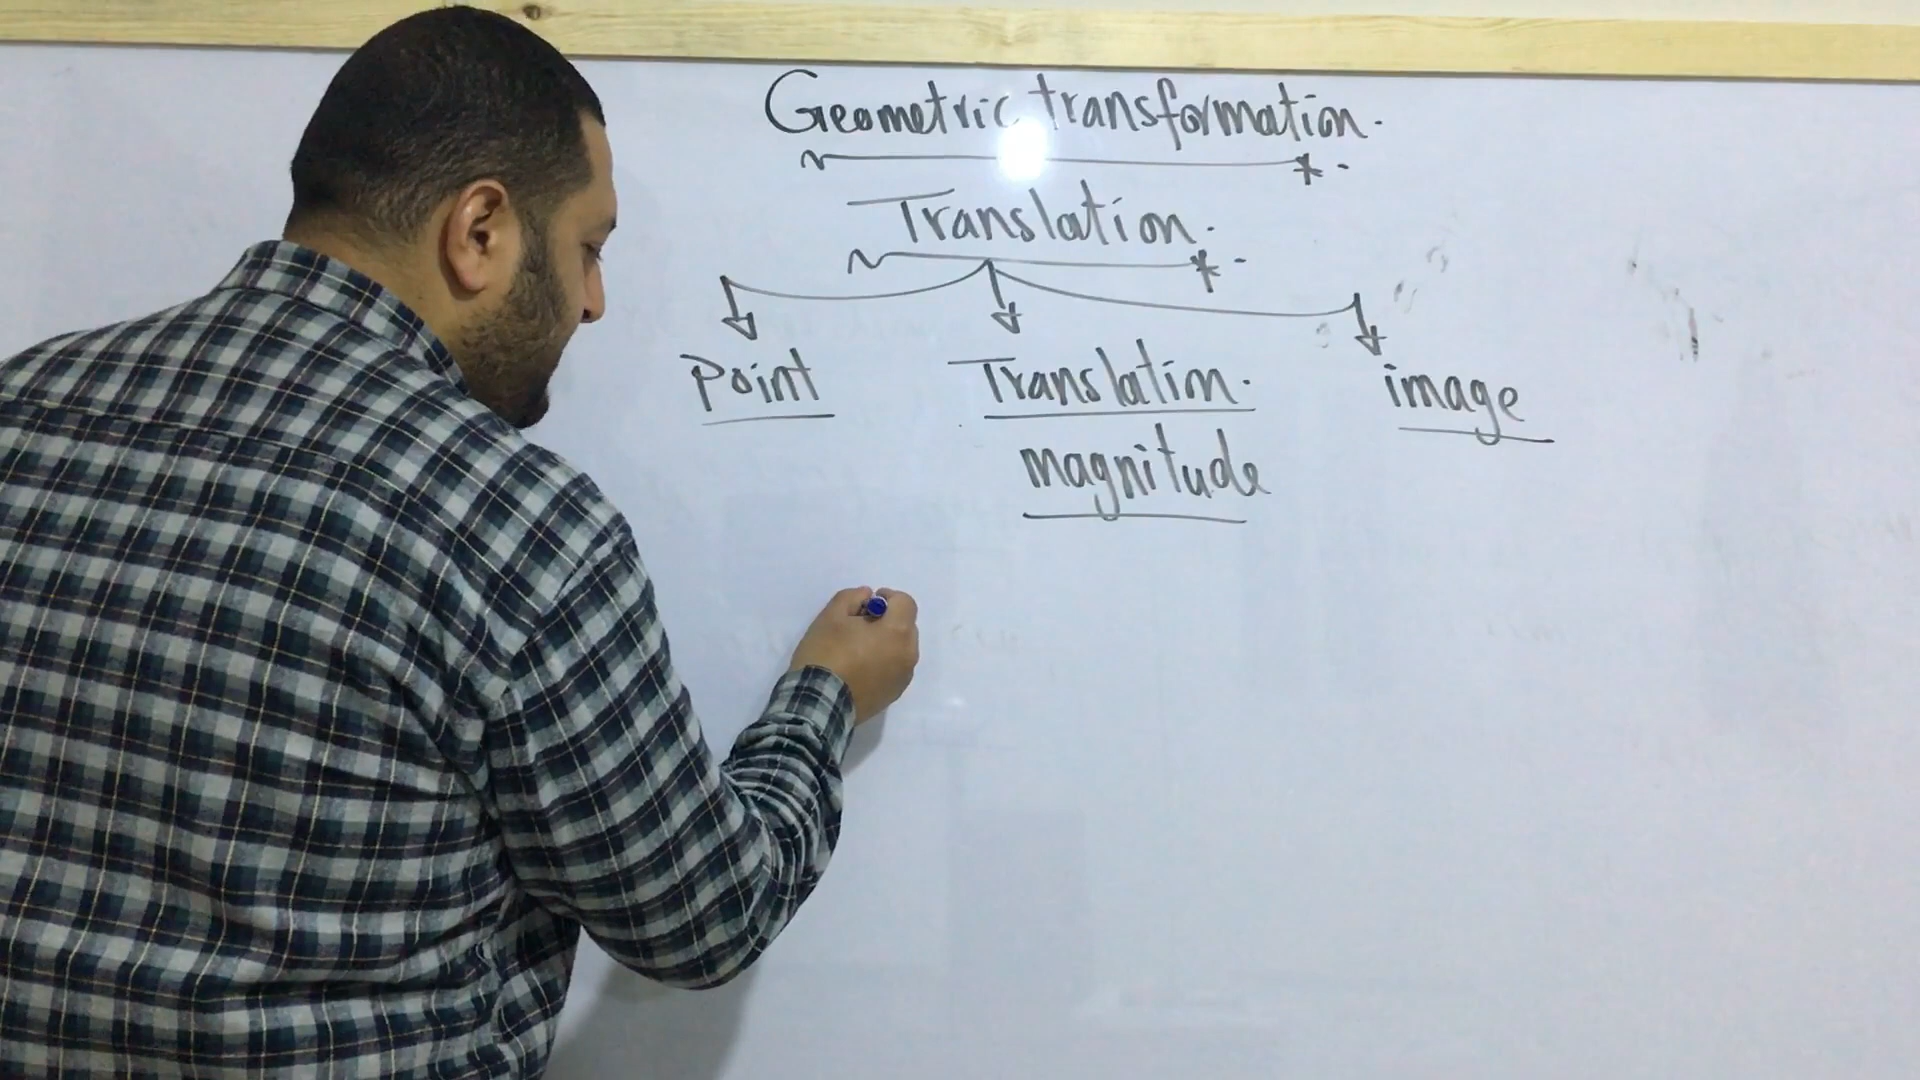 Geometric transformation.
Translation.
Point Translation. image
magnitude